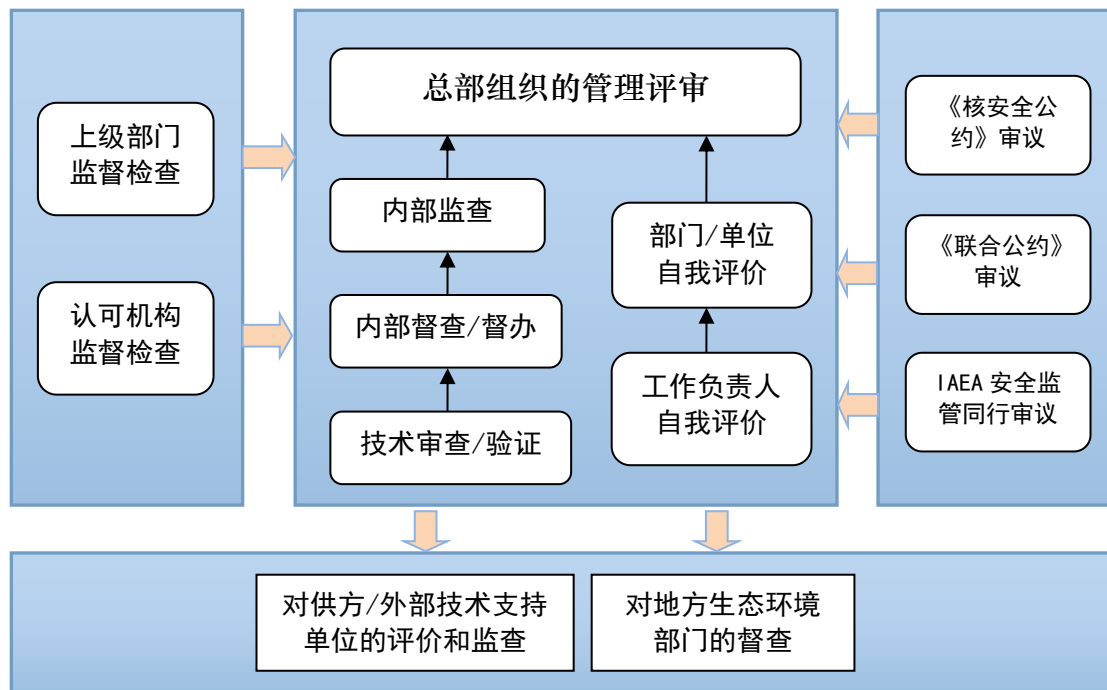 总部组织的管理评审
上级部门
监督检查
认可机构
监督检查
内部监查
内部督查/督办
技术审查/验证
部门/单位
自我评价
工作负责人
自我评价
《核安全公
约》审议
《联合公约》
审议
IAEA 安全监
管同行审议
对供方/外部技术支持
单位的评价和监查
对地方生态环境
部门的督查